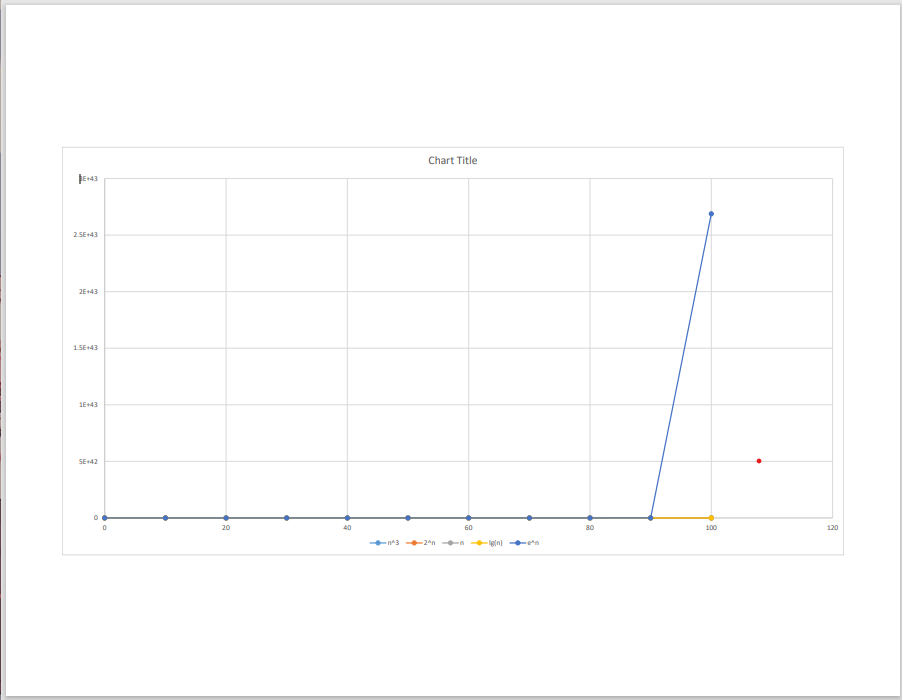 Chart Title
3E+43
2.5E+43
2E+43
1.5E+43
1E+43
5E+42
0
0 20 40 60 80 100 120
n^3 2^n n lg(n) e^n